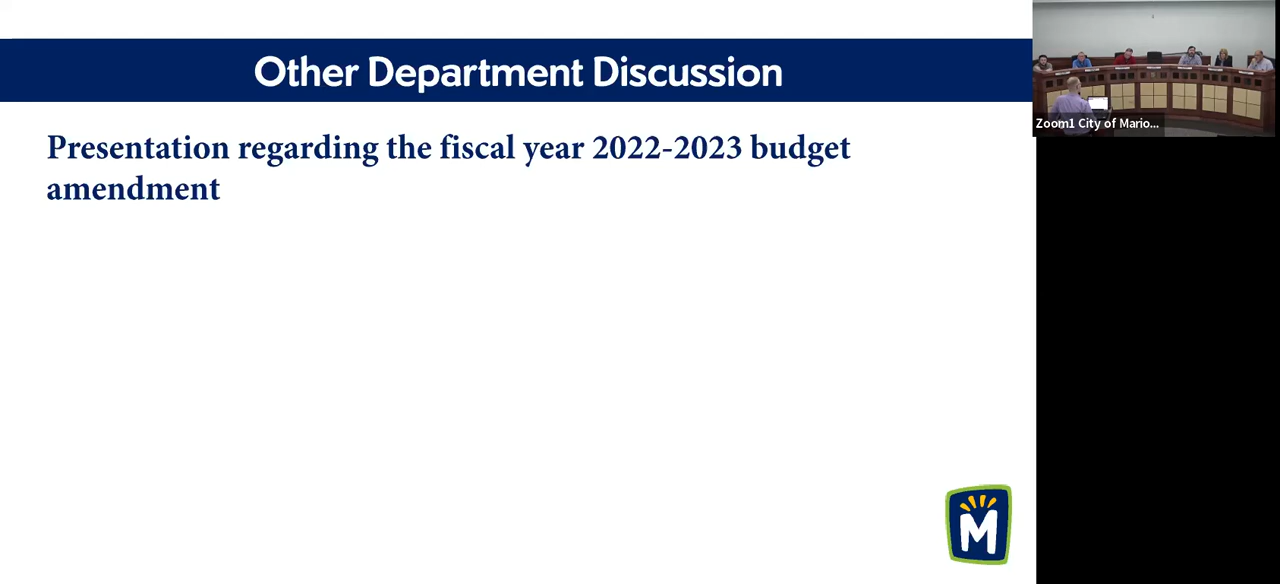 Other Department Discussion
Presentation regarding the fiscal year 2022-2023 budget
amendment
Zoom1 City of Mario...
M